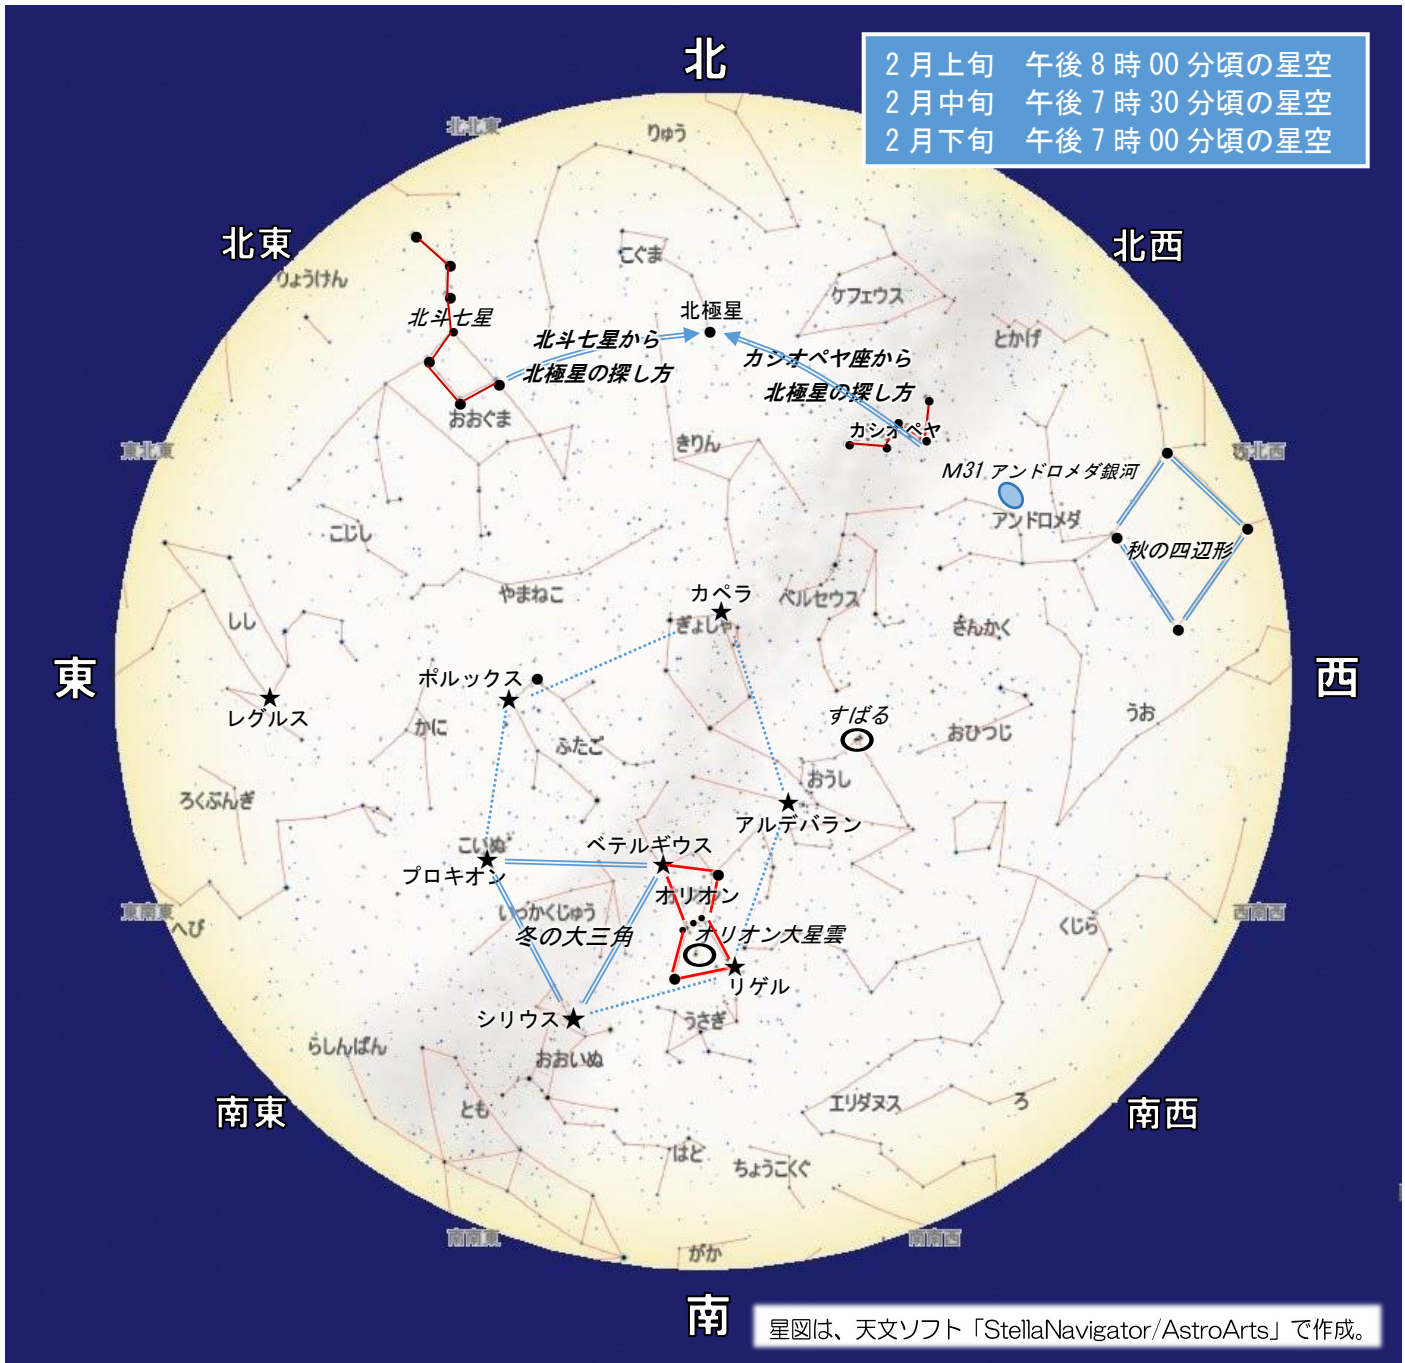 北
2月上旬　午後8時00分頃の星空
2月中旬　午後7時30分頃の星空
2月下旬　午後7時00分頃の星空
北北東
りゅう
北東
北西
こぐま
りょうけん
ケフェウス
北極星
北斗七星
とかげ
北斗七星から
北極星の探し方
カシオペヤ座から
北極星の探し方
おおぐま
カシオペヤ
きりん
東北東
西北西
M31 アンドロメダ銀河
アンドロメダ
こじし
秋の四辺形
やまねこ
カペラ
ペルセウス
しし
ぎょしゃ
さんかく
東
西
ポルックス
レグルス
かに
ふたご
すばる
おひつじ
うお
おうし
ろくぶんぎ
アルデバラン
こいぬ
ベテルギウス
プロキオン
オリオン
東南東
へび
いっかくじゅう
西南西
くじら
冬の大三角
オリオン大星雲
リゲル
シリウス
うさぎ
らしんばん
おおいぬ
南東
とも
エリダヌス
ろ
南西
はと
ちょうこくぐ
南南東
南南西
がか
南
星図は、天文ソフト「StellaNavigator/AstroArts」で作成。